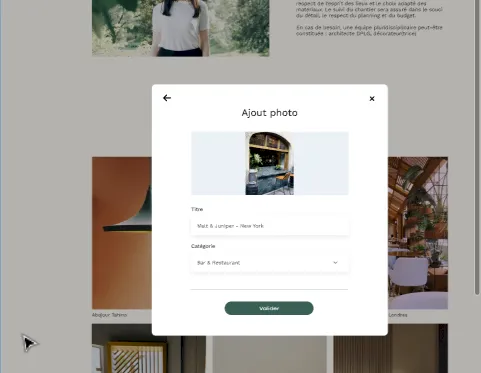 respect de l'esprit des lieux et le choix adapté des
matériaux. Le suivi du chantier sera assuré dans le souci
du détail, le respect du planning et du budget.
En cas de besoin, une équipe pluridisciplinaire peut-être
constituée : architecte DPLG, décorateur(trice)
Ajout photo
Titre
Malt & Juniper - New York
Catégorie
Bar & Restaurant
Valider
Abajour Tahina
Londres